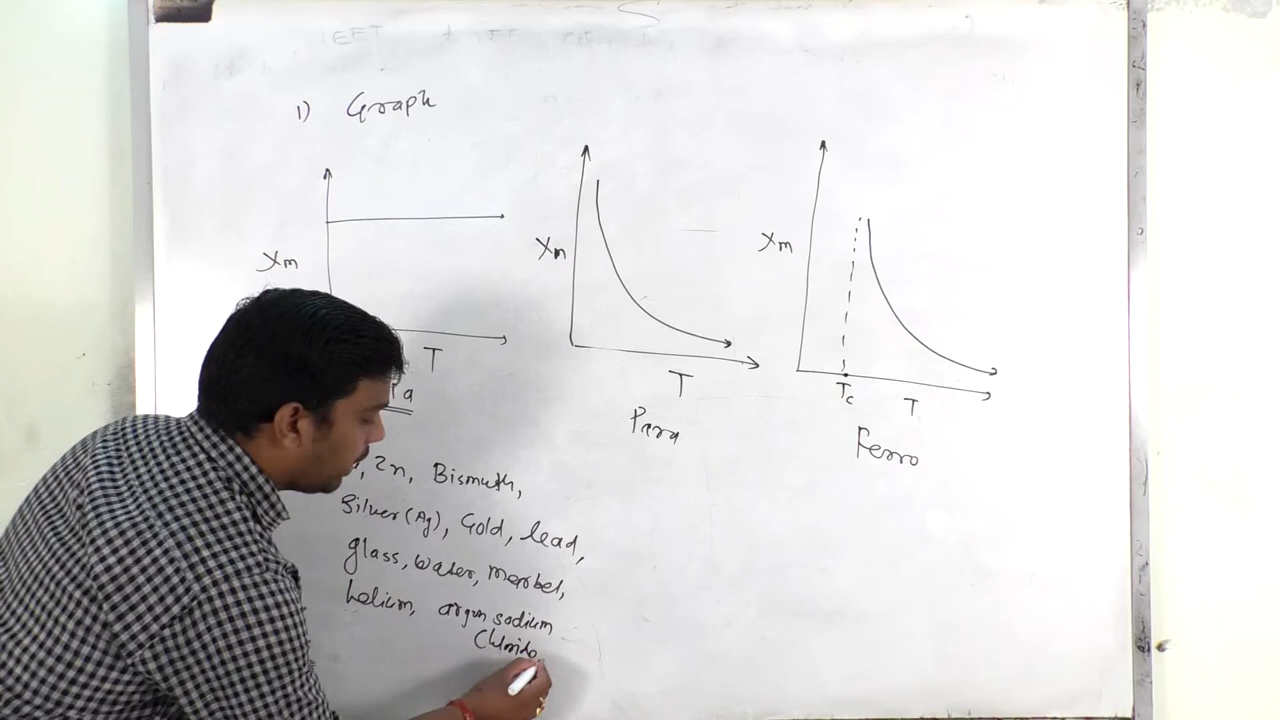 1) Graph
Xm
T
Xm
T
Para
Xm
Tc
T
Ferro
, Zn, Bismuth,
Silver (Ag), Gold, lead,
glass, water, Merbel,
helium, argon sodium
Chloride